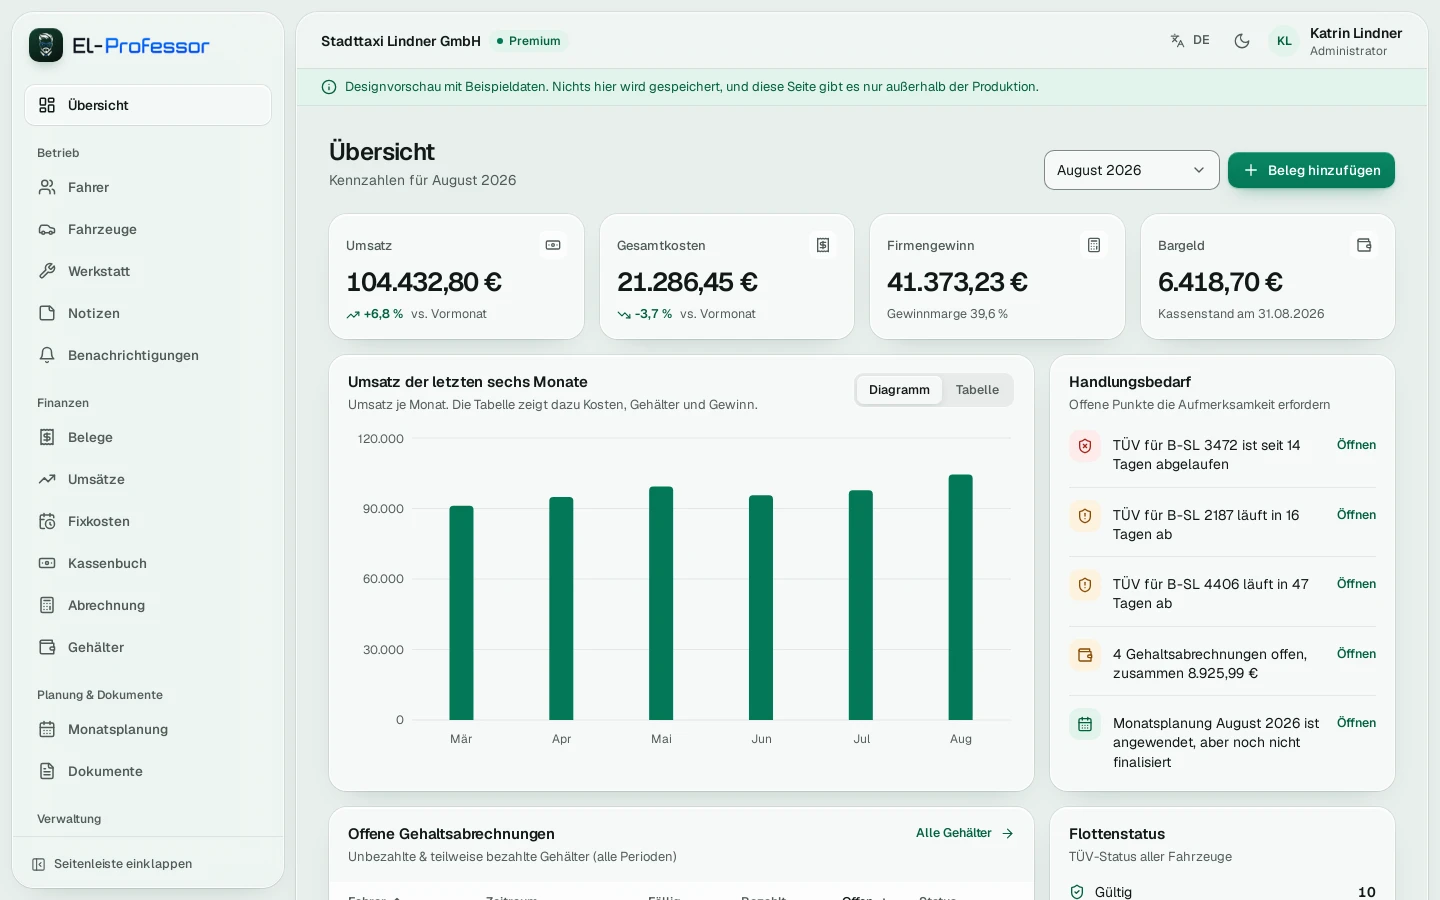 El-Professor
Übersicht
Betrieb
Fahrer
Fahrzeuge
Werkstatt
Notizen
Benachrichtigungen
Finanzen
Belege
Umsätze
Fixkosten
Kassenbuch
Abrechnung
Gehälter
Planung & Dokumente
Monatsplanung
Dokumente
Verwaltung
Seitenleiste einklappen
Stadttaxi Lindner GmbH
Premium
DE
KL
Katrin Lindner
Administrator
Designvorschau mit Beispieldaten. Nichts hier wird gespeichert, und diese Seite gibt es nur außerhalb der Produktion.
Übersicht
Kennzahlen für August 2026
August 2026
Beleg hinzufügen
Umsatz
104.432,80 €
+6,8 % vs. Vormonat
Gesamtkosten
21.286,45 €
-3,7 % vs. Vormonat
Firmengewinn
41.373,23 €
Gewinnmarge 39,6 %
Bargeld
6.418,70 €
Kassenstand am 31.08.2026
Umsatz der letzten sechs Monate
Umsatz je Monat. Die Tabelle zeigt dazu Kosten, Gehälter und Gewinn.
Diagramm
Tabelle
120.000
90.000
60.000
30.000
0
Mär
Apr
Mai
Jun
Jul
Aug
Handlungsbedarf
Offene Punkte die Aufmerksamkeit erfordern
TÜV für B-SL 3472 ist seit 14
Tagen abgelaufen
Öffnen
TÜV für B-SL 2187 läuft in 16
Tagen ab
Öffnen
TÜV für B-SL 4406 läuft in 47
Tagen ab
Öffnen
4 Gehaltsabrechnungen offen,
zusammen 8.925,99 €
Öffnen
Monatsplanung August 2026 ist
angewendet, aber noch nicht
finalisiert
Öffnen
Offene Gehaltsabrechnungen
Unbezahlte & teilweise bezahlte Gehälter (alle Perioden)
Alle Gehälter
Fahrer
Zeitraum
Fällig
Bezahlt
Offen
Status
Flottenstatus
TÜV-Status aller Fahrzeuge
Gültig
10